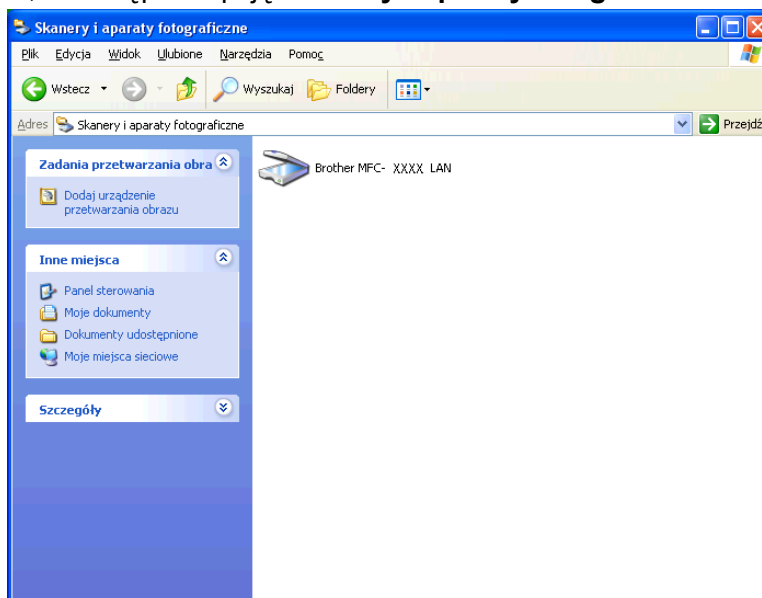 Skanery i aparaty fotograficzne
Plik Edycja Widok Ulubione Narzędzia Pomoc
Wstecz Wyszukaj Foldery
Adres Skanery i aparaty fotograficzne Przejdź
Zadania przetwarzania obra
Dodaj urządzenie
przetwarzania obrazu
Brother MFC- XXXX LAN
Inne miejsca
Panel sterowania
Moje dokumenty
Dokumenty udostępnione
Moje miejsca sieciowe
Szczegóły